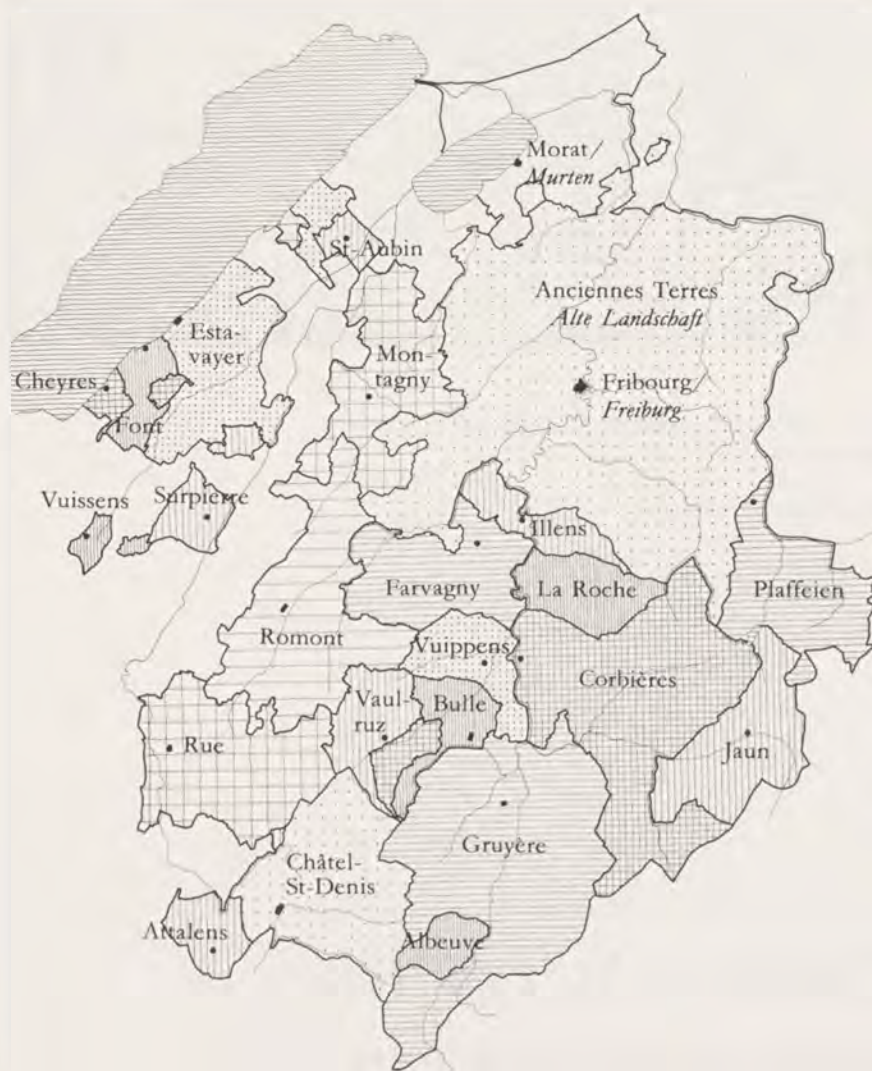 Morat/
Murten
St-Aubin
Anciennes Terres
Alte Landschaft
Esta-
vayer
Mon-
tagny
Cheyres
Font
Fribourg/
Freiburg
Vuissens
Surpierre
Illens
Farvagny
La Roche
Plaffeien
Romont
Vuippens
Corbières
Vaul-
ruz
Bulle
Rue
Jaun
Gruyère
Châtel-
St-Denis
Attalens
Albeuve